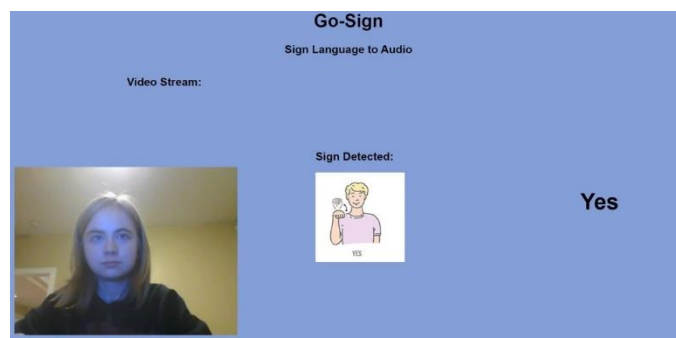 Go-Sign
Sign Language to Audio
Video Stream:
Sign Detected:
YES
Yes